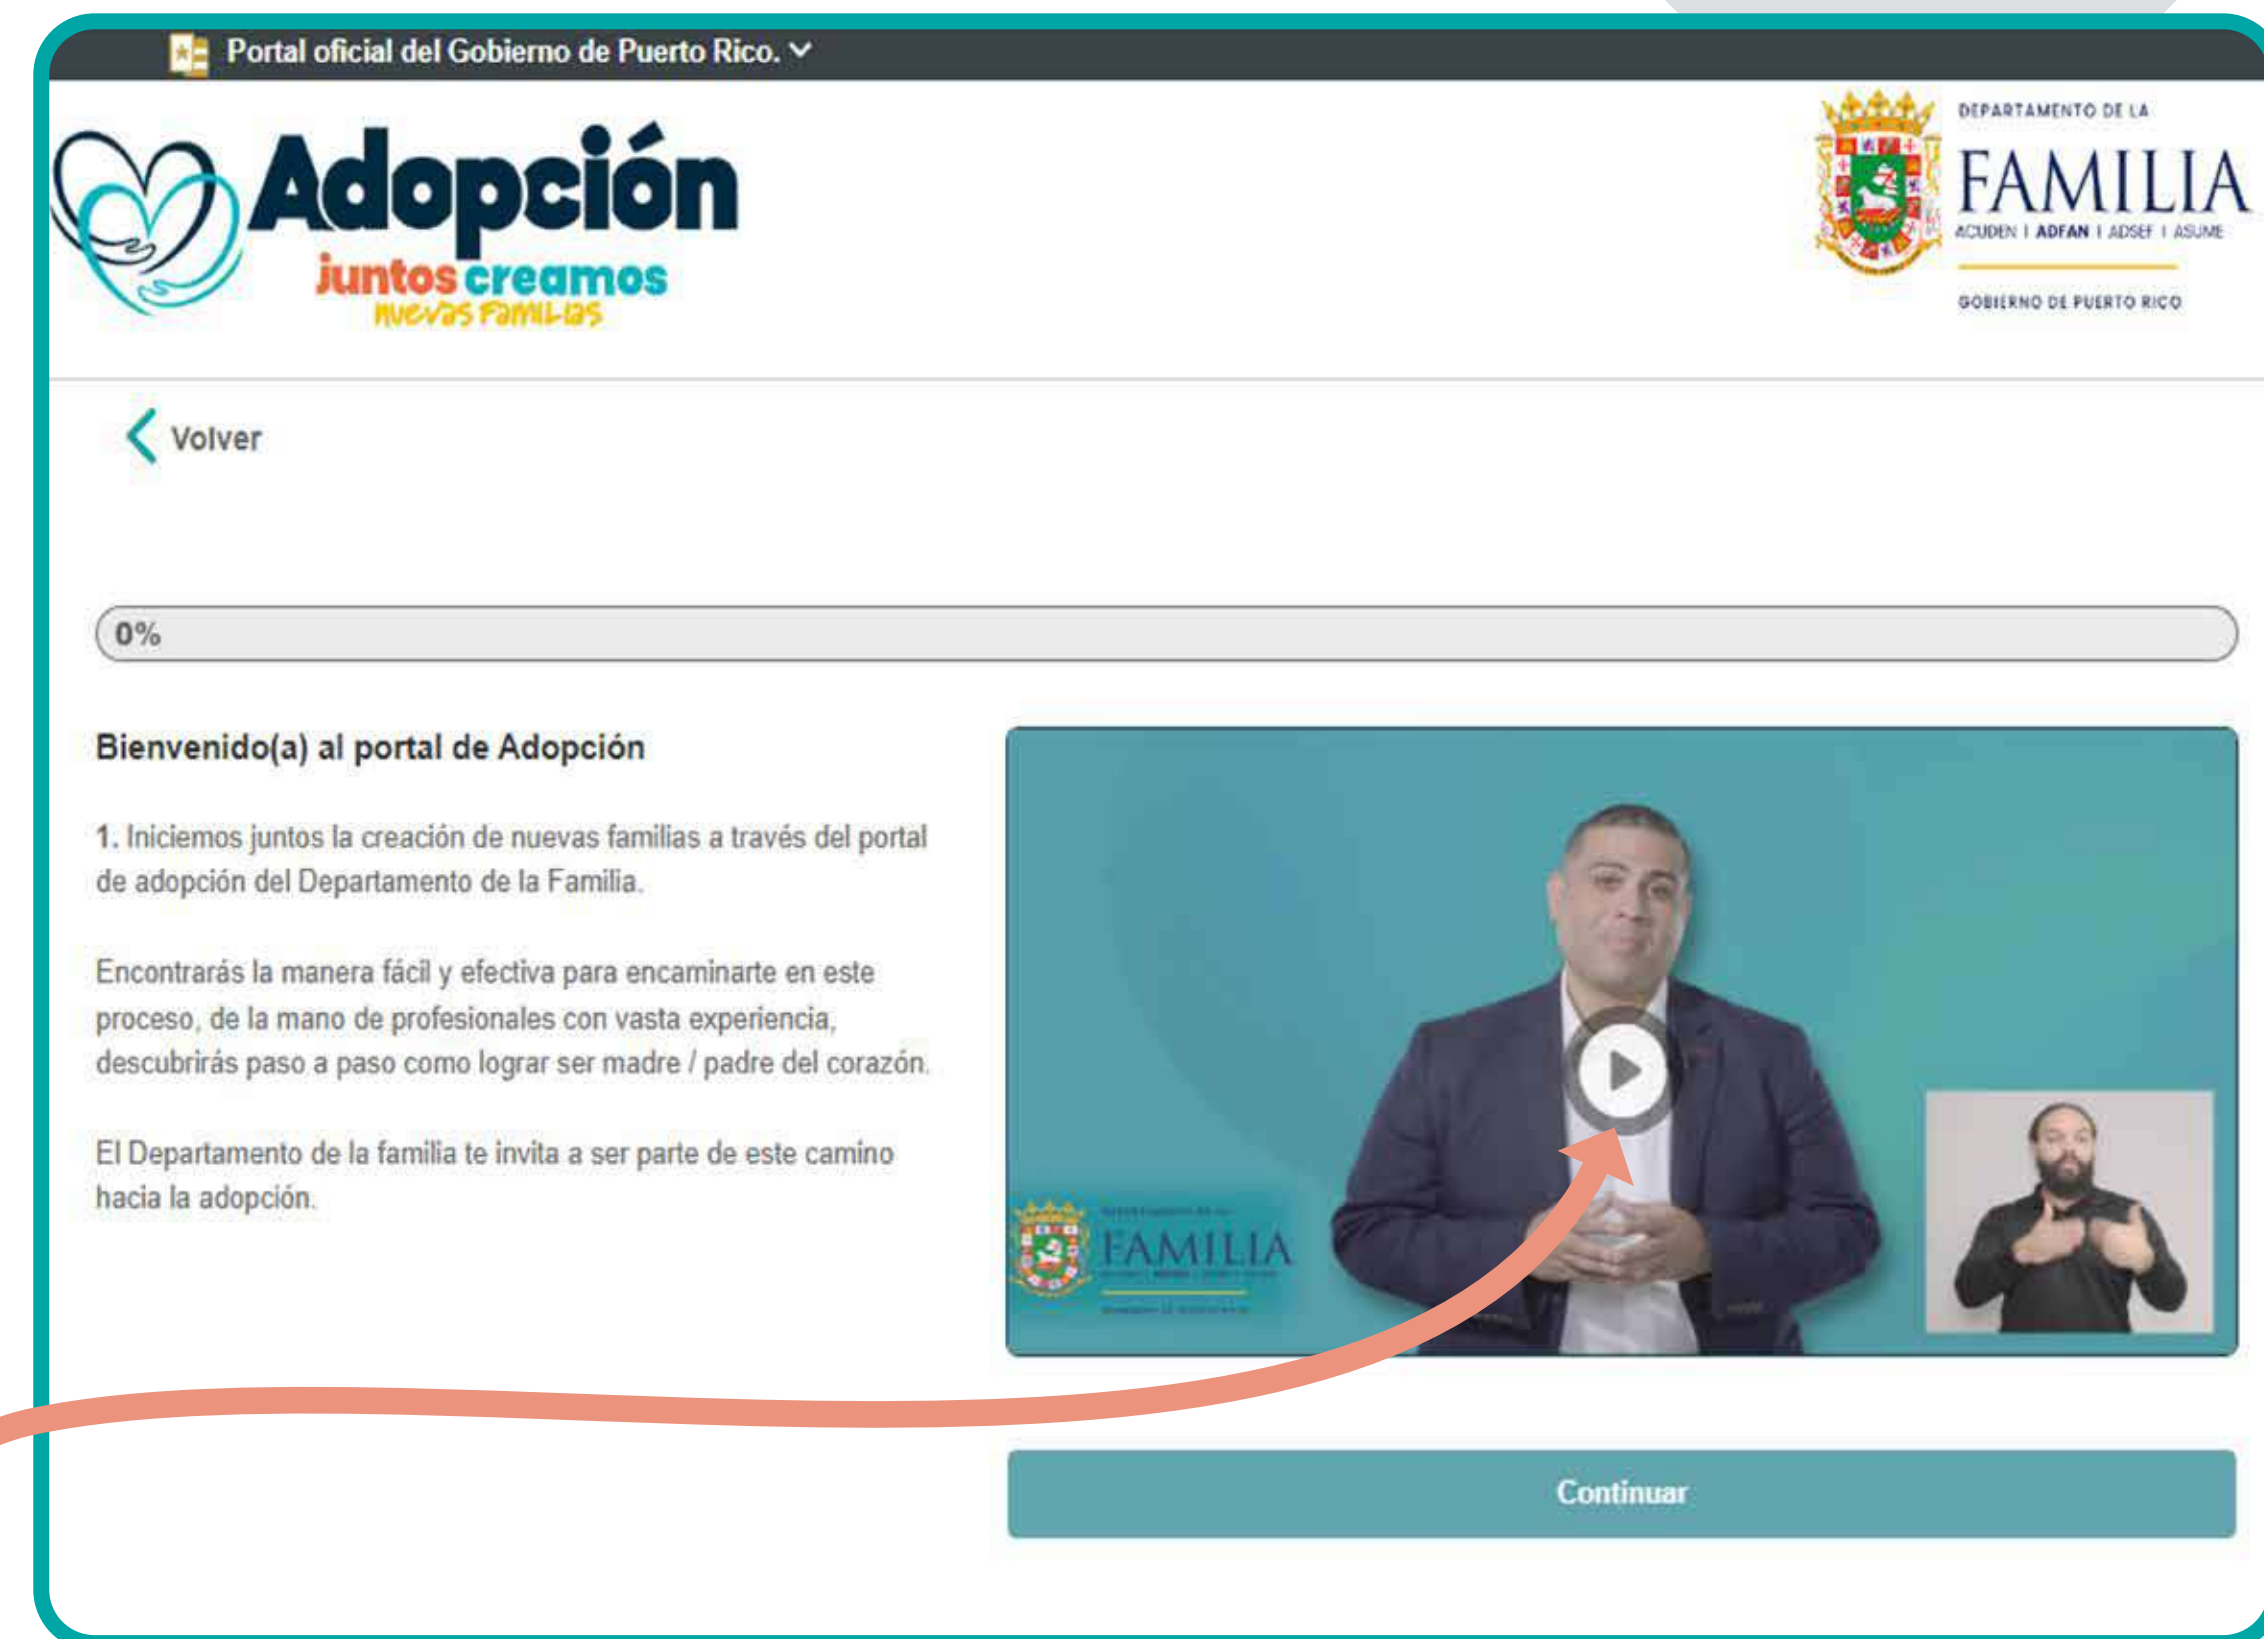 Portal oficial del Gobierno de Puerto Rico.
Adopción
juntos creamos
nuevas familias
DEPARTAMENTO DE LA
FAMILIA
ACUDEN | ADFAN | ADSEF | ASUME
GOBIERNO DE PUERTO RICO
Volver
0%
Bienvenido(a) al portal de Adopción
1. Iniciemos juntos la creación de nuevas familias a través del portal
de adopción del Departamento de la Familia.
Encontrarás la manera fácil y efectiva para encaminarte en este
proceso, de la mano de profesionales con vasta experiencia,
descubrirás paso a paso como lograr ser madre / padre del corazón.
El Departamento de la familia te invita a ser parte de este camino
hacia la adopción.
FAMILIA
Continuar